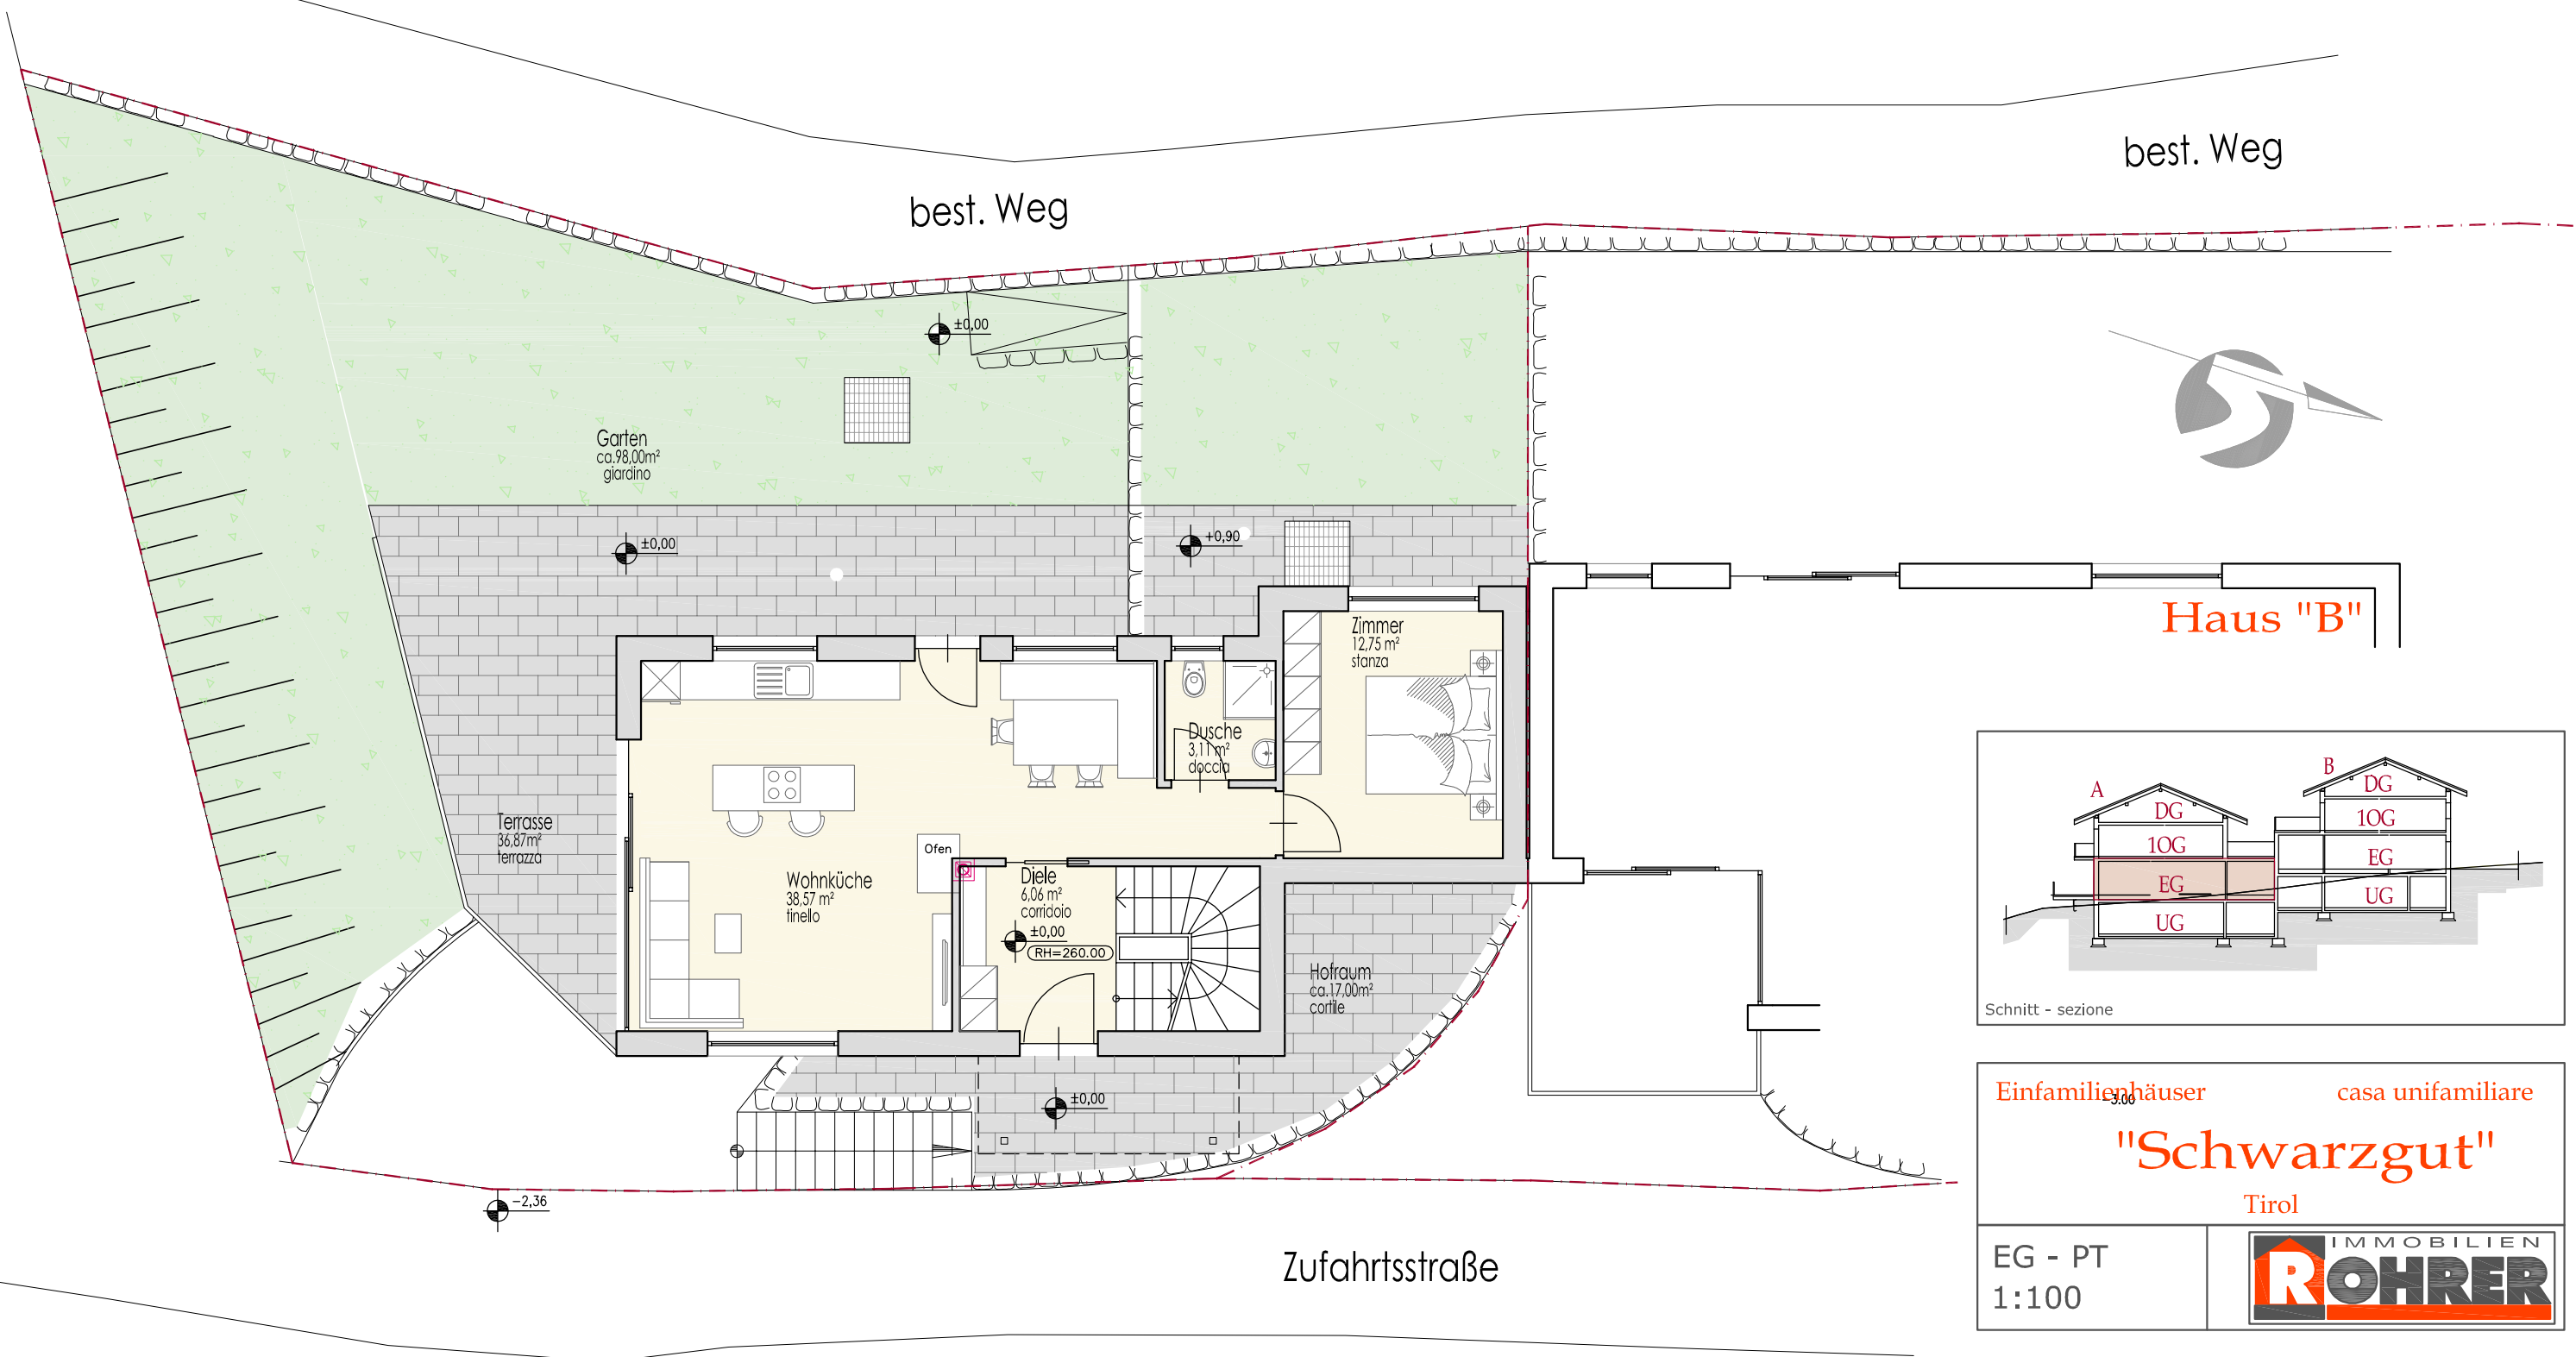 best. Weg
best. Weg
±0,00
Garten
ca.98,00m²
giardino
±0,00
+0,90
Haus "B"
Zimmer
12,75 m²
stanza
Dusche
3,11 m²
doccia
Terrasse
36,87m²
terrazza
Ofen
Wohnküche
38,57 m²
tinello
Diele
6,06 m²
corridoio
±0,00
RH=260.00
Hofraum
ca.17,00m²
cortile
±0,00
-2,36
Zufahrtsstraße
A
DG
1OG
EG
UG
B
DG
1OG
EG
UG
Schnitt - sezione
Einfamilienhäuser
casa unifamiliare
-3.00
"Schwarzgut"
Tirol
EG - PT
1:100
IMMOBILIEN
ROHRER